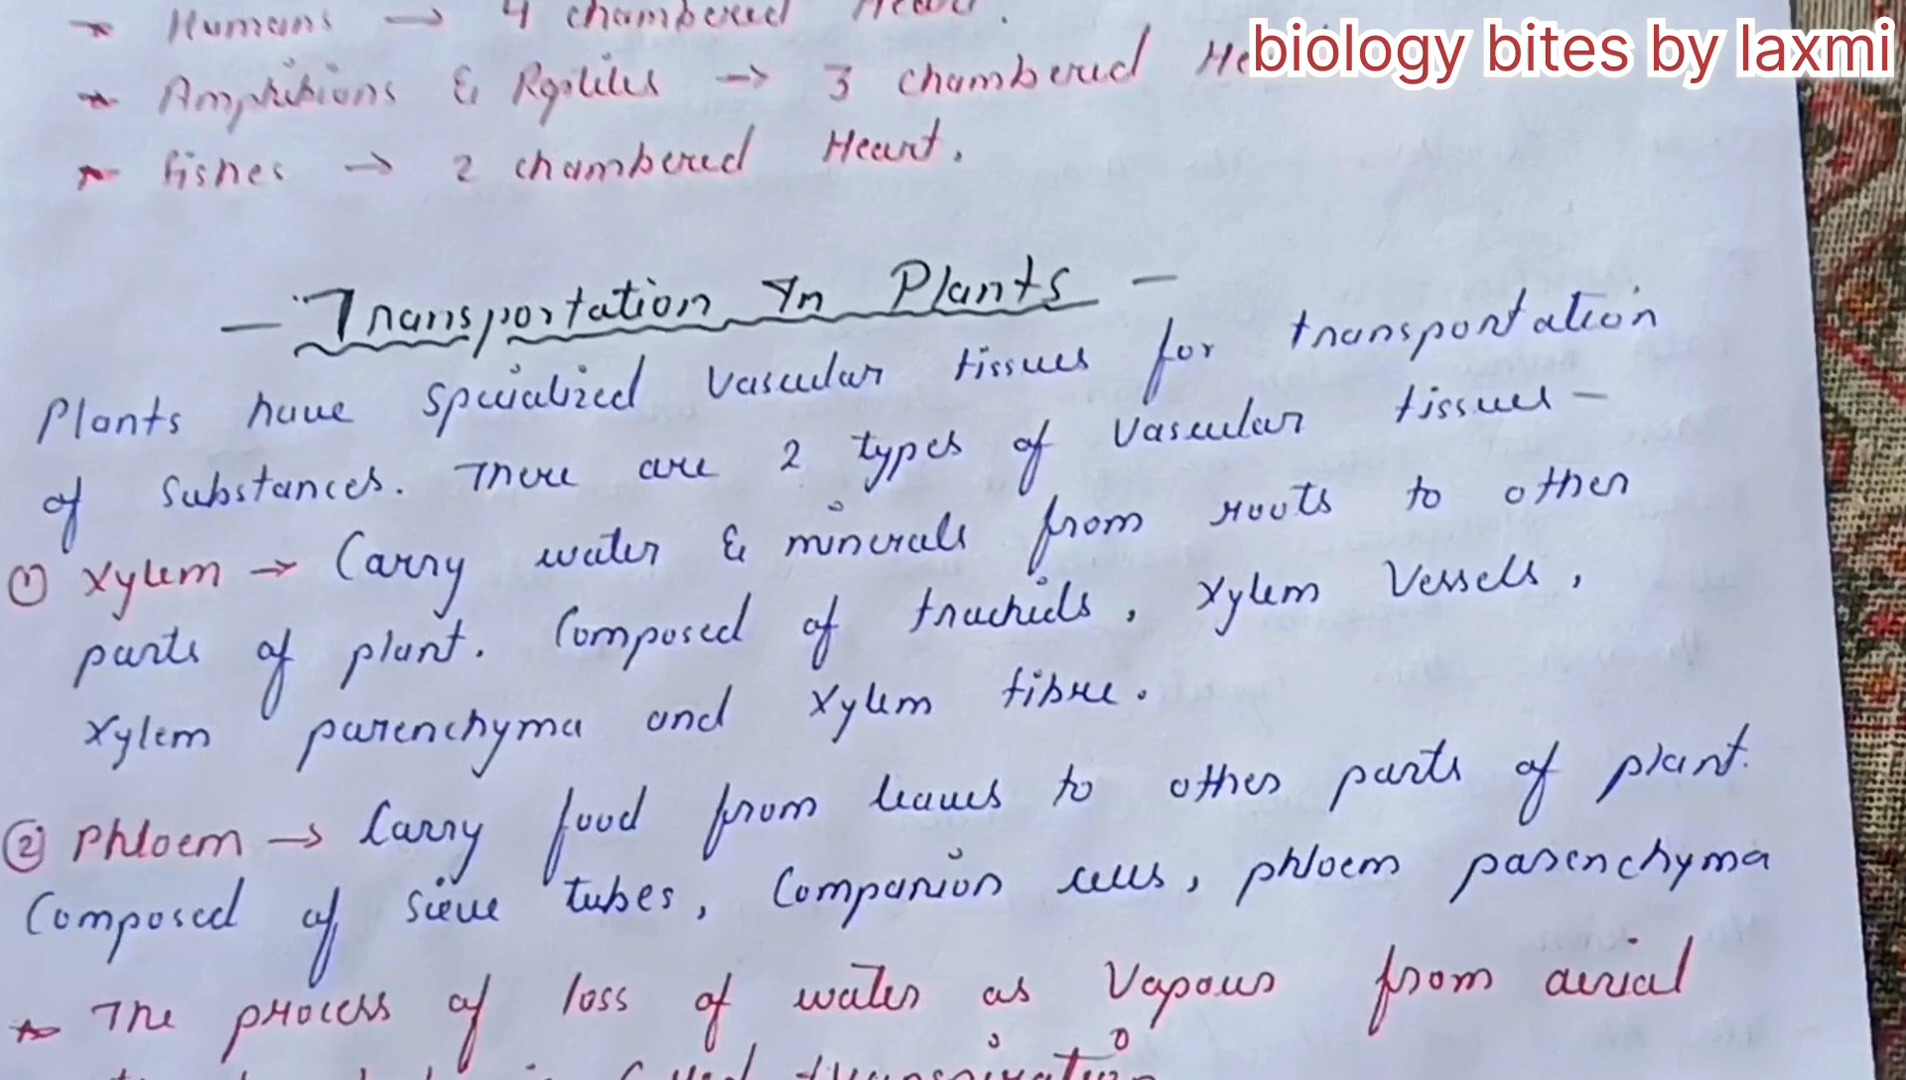 biology bites by laxmi
Humans → 4 chambered Heart.
Amphibians & Reptiles → 3 chambered He
fishes → 2 chambered Heart.
— Transportation In Plants —
Plants have specialized vascular tissues for transportation
of substances. There are 2 types of vascular tissues –
① Xylem → Carry water & minerals from roots to other
parts of plant. Composed of tracheids, xylem vessels,
xylem parenchyma and xylem fibre.
② Phloem → Carry food from leaves to other parts of plant.
Composed of sieve tubes, companion cells, phloem parenchyma
The process of loss of water as vapour from aerial
called transpiration